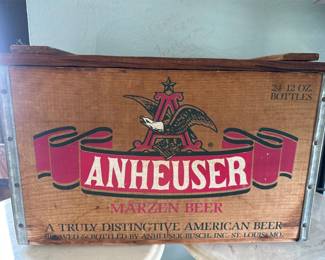 24-12 OZ.
BOTTLES
A
ANHEUSER
MÄRZEN BEER
A TRULY DISTINCTIVE AMERICAN BEER
BREWED & BOTTLED BY ANHEUSER-BUSCH, INC. ST. LOUIS, MO.